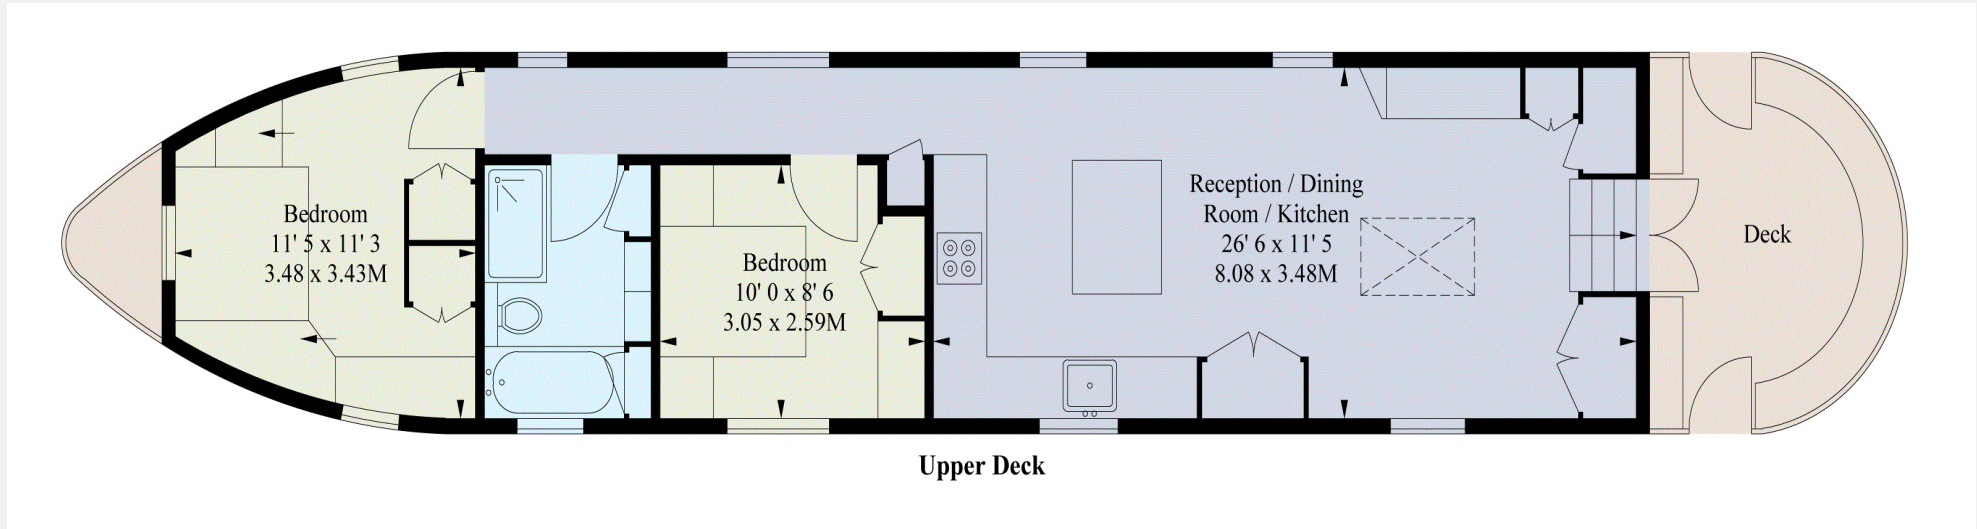 Bedroom
11' 5 x 11' 3
3.48 x 3.43M
Bedroom
10' 0 x 8' 6
3.05 x 2.59M
Reception / Dining
Room / Kitchen
26' 6 x 11' 5
8.08 x 3.48M
Deck
Upper Deck